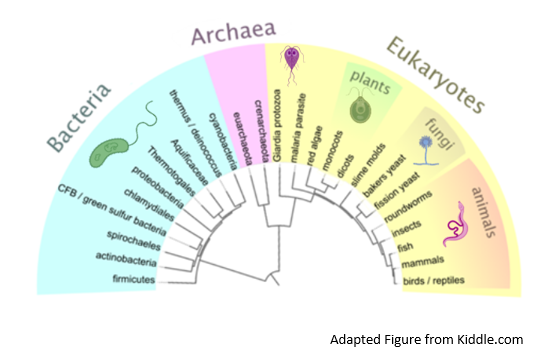 Bacteria
Archaea
Eukaryotes
plants
fungi
animals
firmicutes
actinobacteria
spirochaeles
CFB / green sulfur bacteria
chlamydiales
proteobacteria
Thermotogales
Aquificaceae
thermus / deinococcus
cyanobacteria
euarchaeota
crenarchaeota
Giardia protozoa
malaria parasite
red algae
monocots
dicots
slime molds
bakers yeast
fission yeast
roundworms
insects
fish
mammals
birds / reptiles
Adapted Figure from Kiddle.com